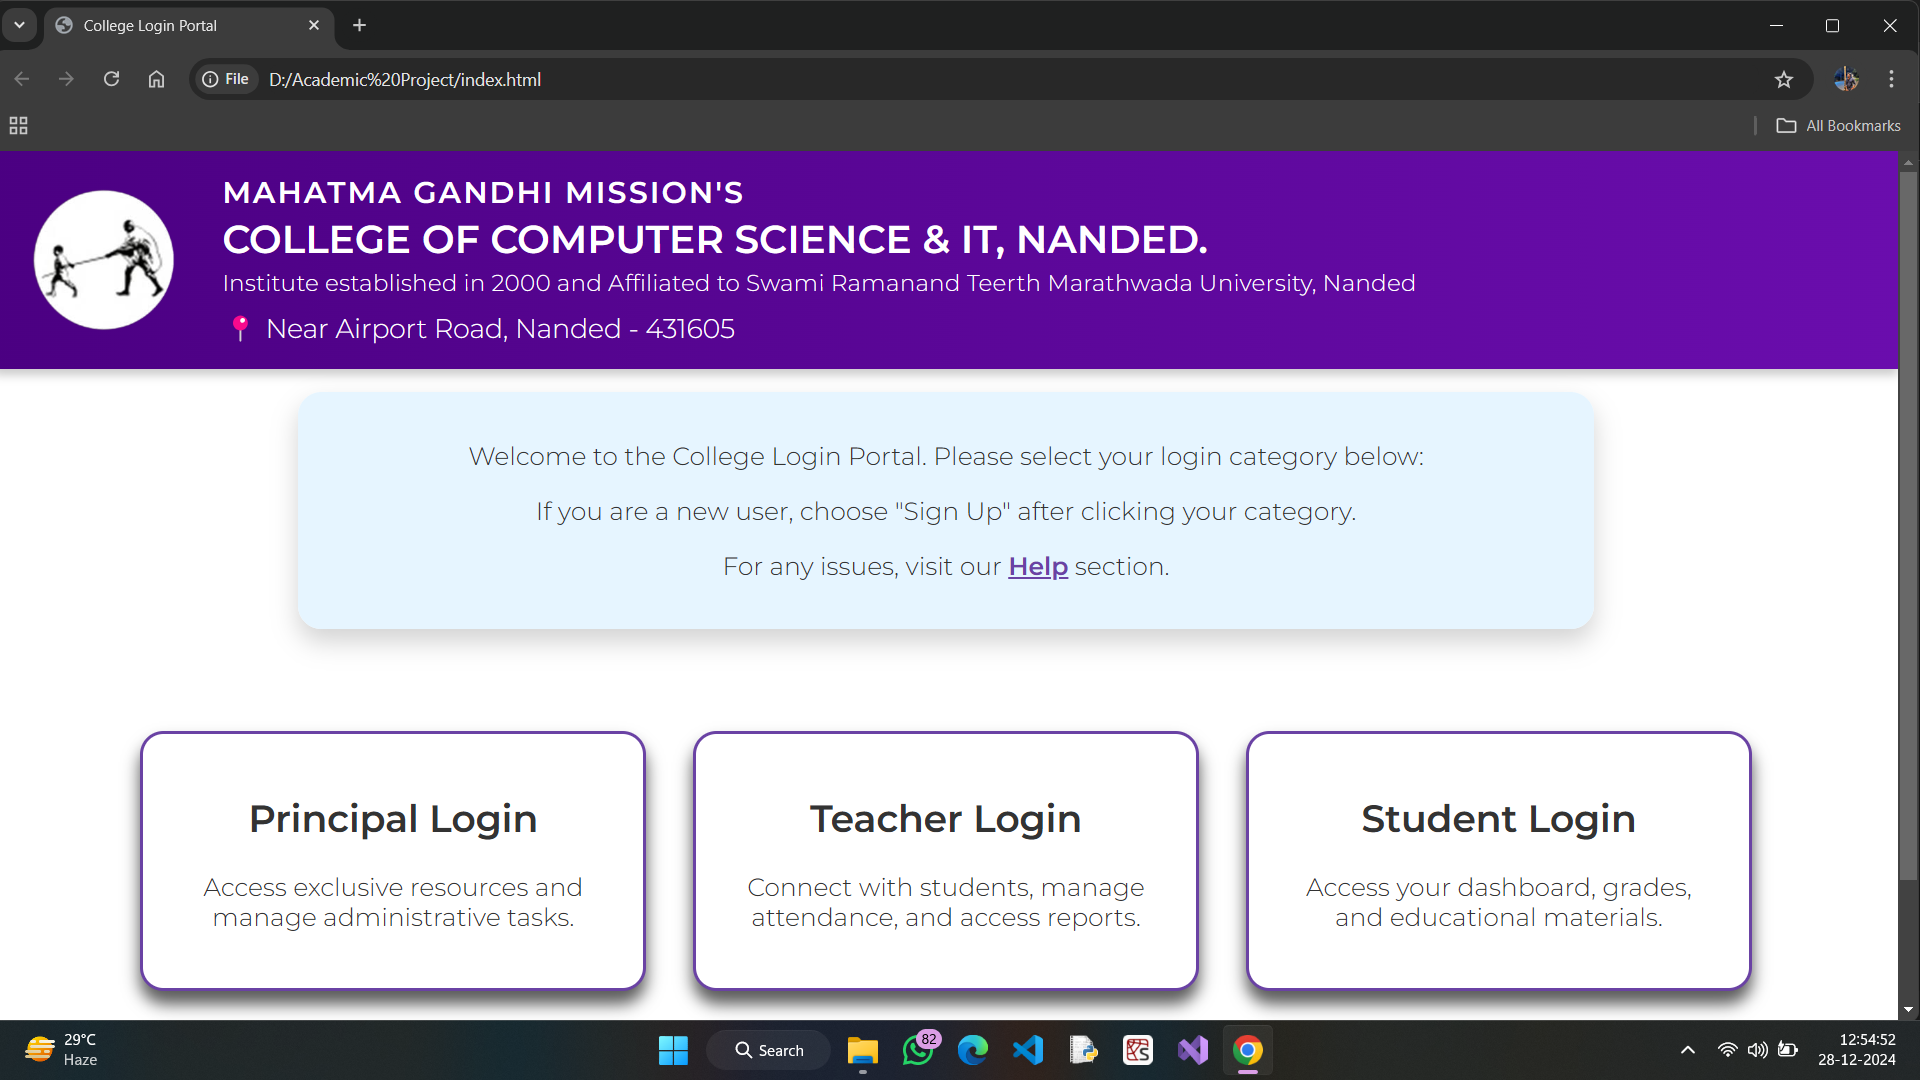 College Login Portal
File D:/Academic%20Project/index.html
All Bookmarks
MAHATMA GANDHI MISSION'S
COLLEGE OF COMPUTER SCIENCE & IT, NANDED.
Institute established in 2000 and Affiliated to Swami Ramanand Teerth Marathwada University, Nanded
Near Airport Road, Nanded - 431605
Welcome to the College Login Portal. Please select your login category below:
If you are a new user, choose "Sign Up" after clicking your category.
For any issues, visit our Help section.
Principal Login
Access exclusive resources and
manage administrative tasks.
Teacher Login
Connect with students, manage
attendance, and access reports.
Student Login
Access your dashboard, grades,
and educational materials.
29°C
Haze
Search
82
12:54:52
28-12-2024